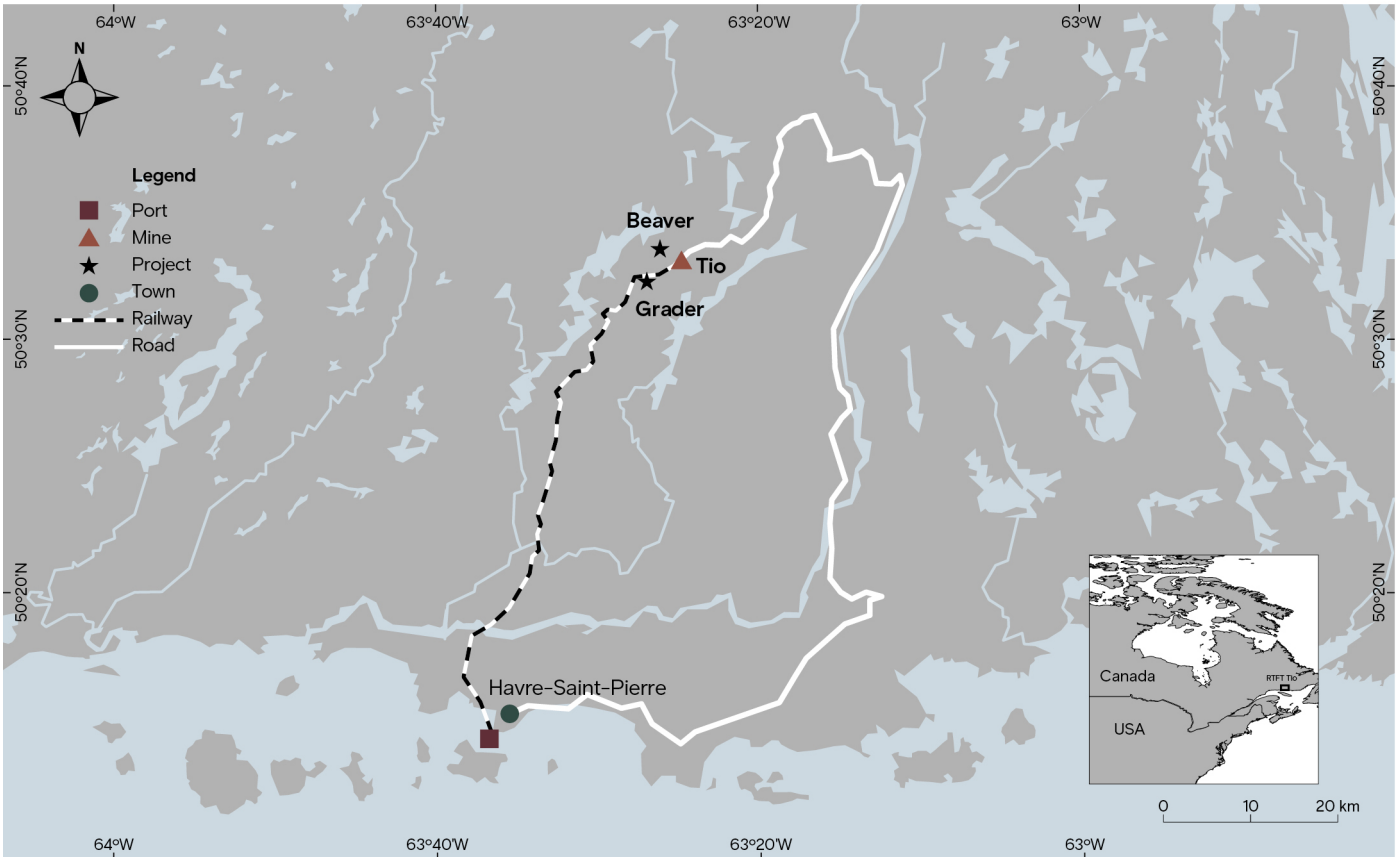 64°W
63°40'W
63°20'W
63°W
N
50°40'N
50°40'N
Legend
Port
Mine
Project
Town
Railway
Road
Beaver
Tio
Grader
50°30'N
50°30'N
50°20'N
50°20'N
Havre-Saint-Pierre
Canada
RTFT Tio
USA
0 10 20 km
64°W
63°40'W
63°20'W
63°W